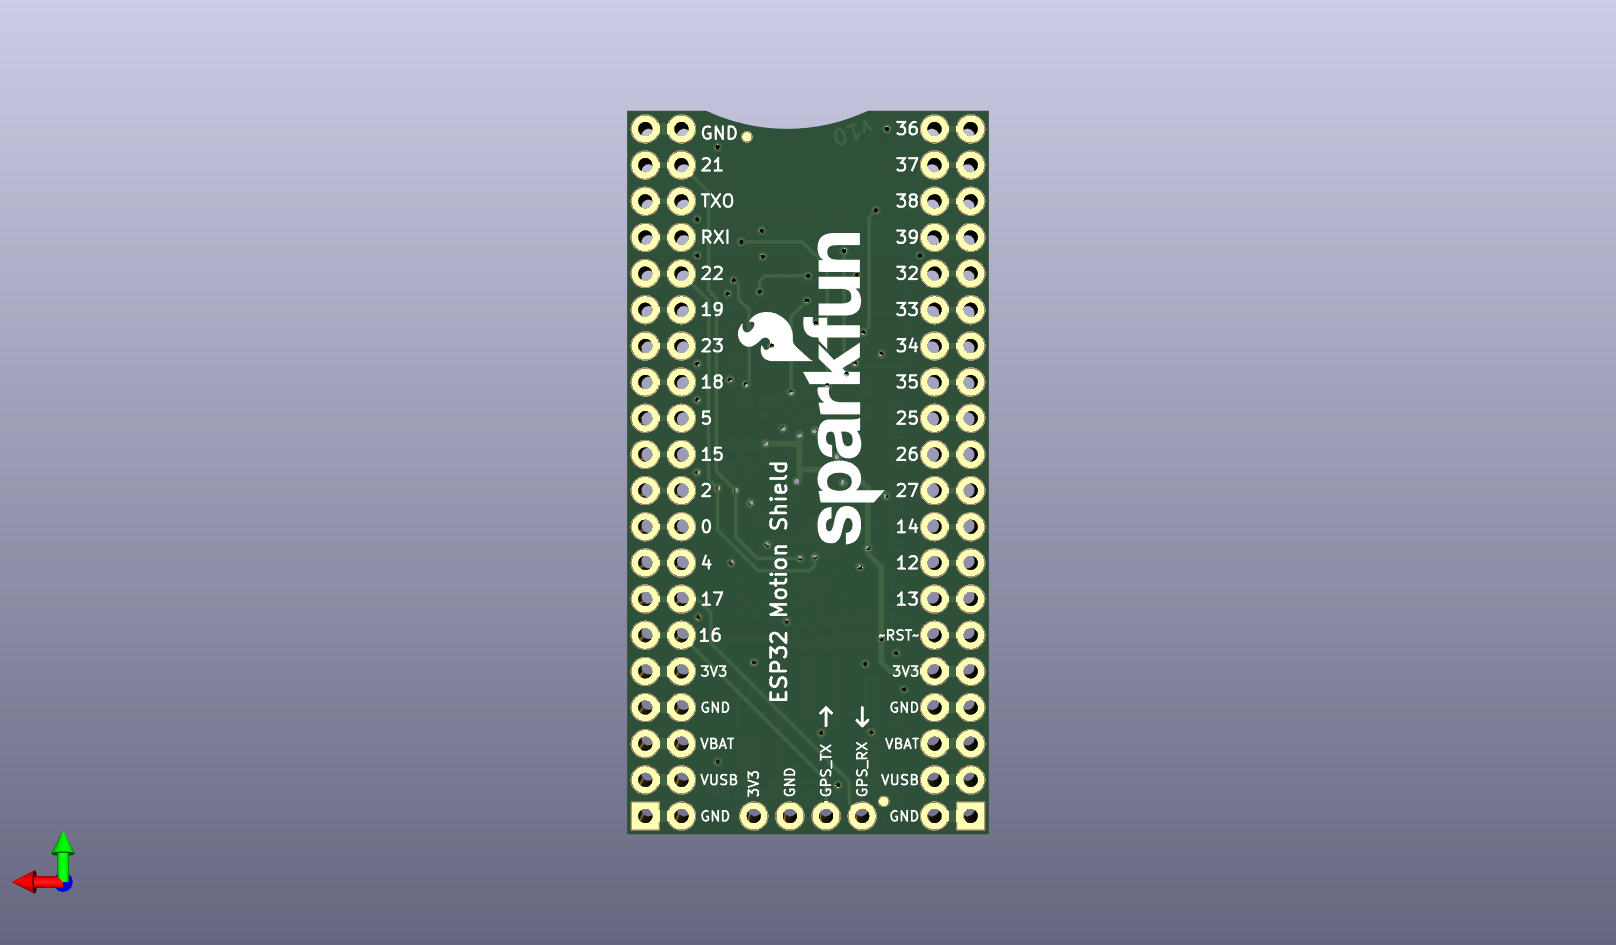 GND
21
TXO
RXI
22
19
23
18
5
15
2
0
4
17
16
3V3
GND
VBAT
VUSB
GND
v10
sparkfun
ESP32 Motion Shield
3V3
GND
GPS_TX
GPS_RX
36
37
38
39
32
33
34
35
25
26
27
14
12
13
~RST~
3V3
GND
VBAT
VUSB
GND